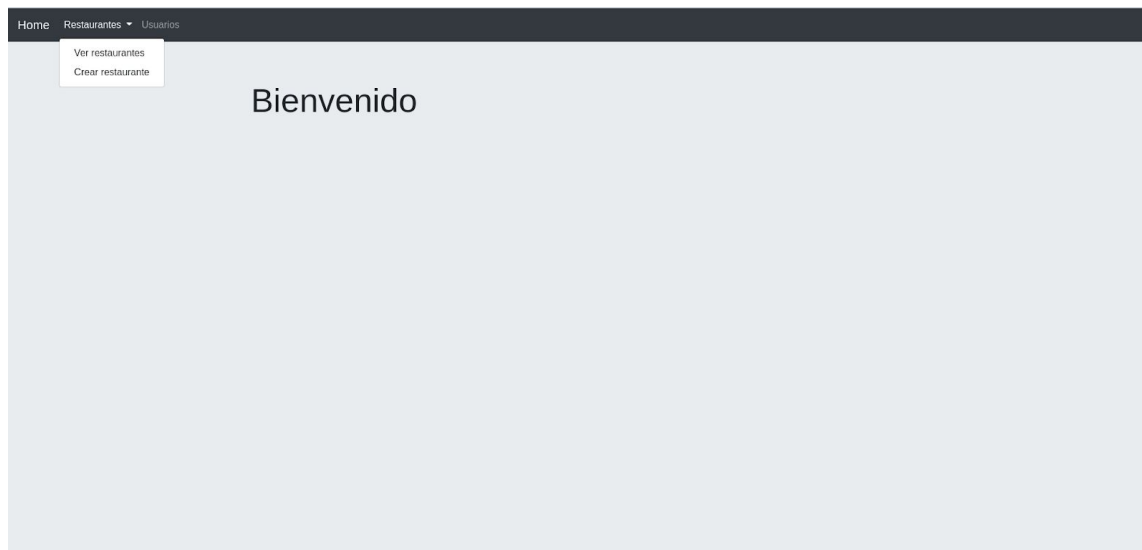 Home Restaurantes Usuarios
Ver restaurantes
Crear restaurante
Bienvenido